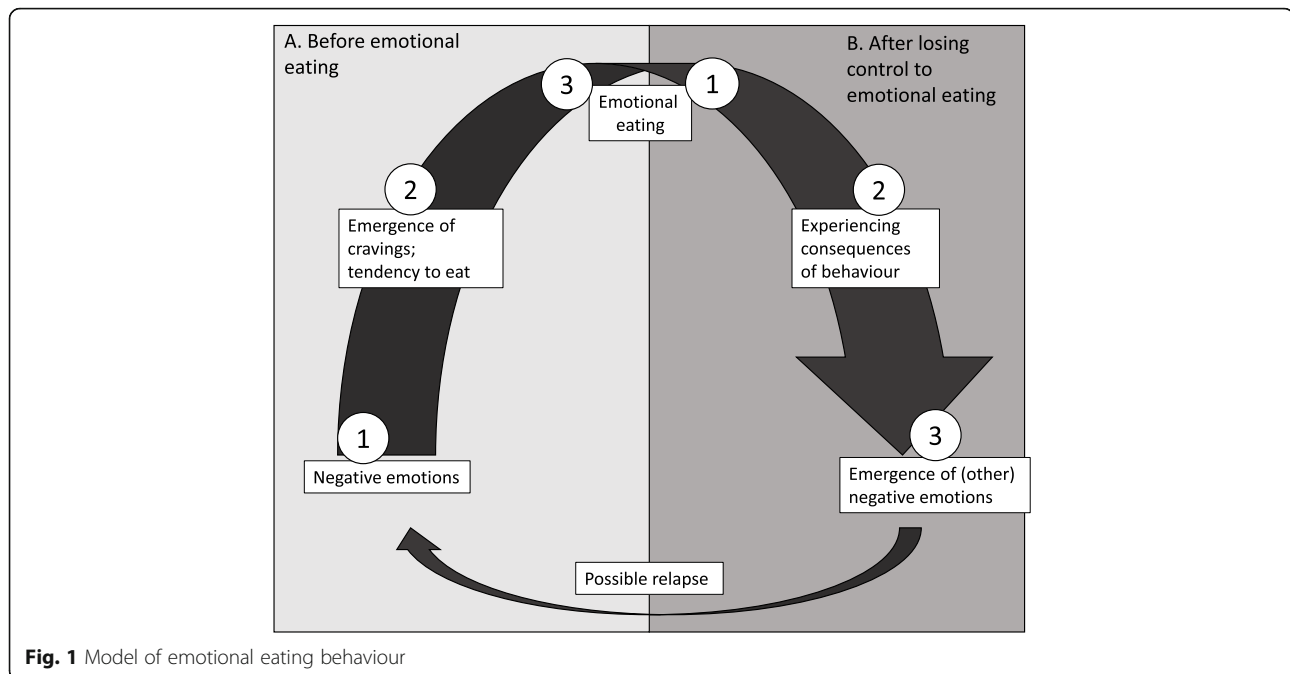 A. Before emotional
eating
B. After losing
control to
emotional eating
3
1
Emotional
eating
2
2
Emergence of
cravings;
tendency to eat
Experiencing
consequences
of behaviour
1
3
Negative emotions
Emergence of (other)
negative emotions
Possible relapse
Fig. 1 Model of emotional eating behaviour